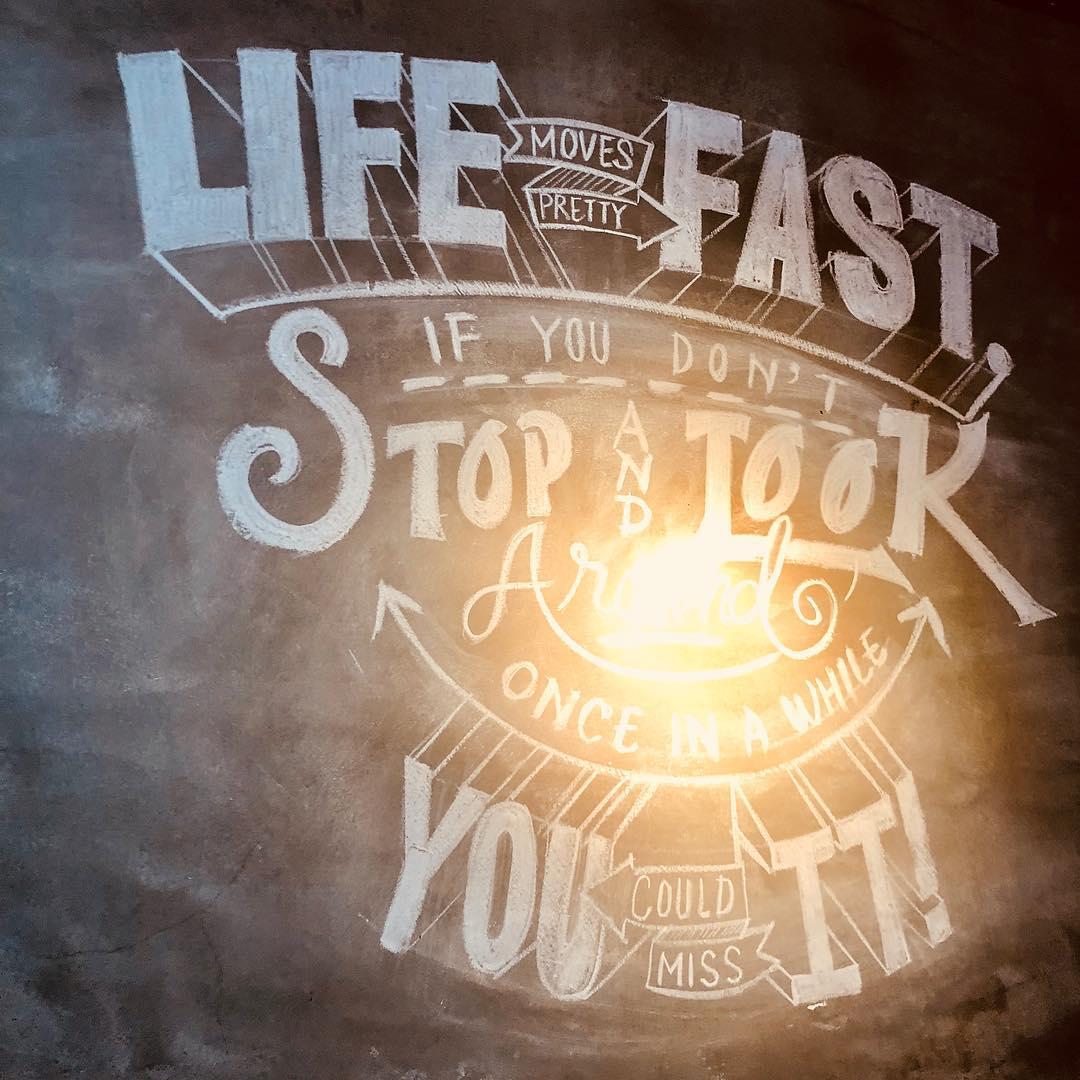 LIFE MOVES PRETTY FAST,
IF YOU DON'T
STOP AND LOOK
Around
ONCE IN A WHILE
YOU COULD MISS IT!